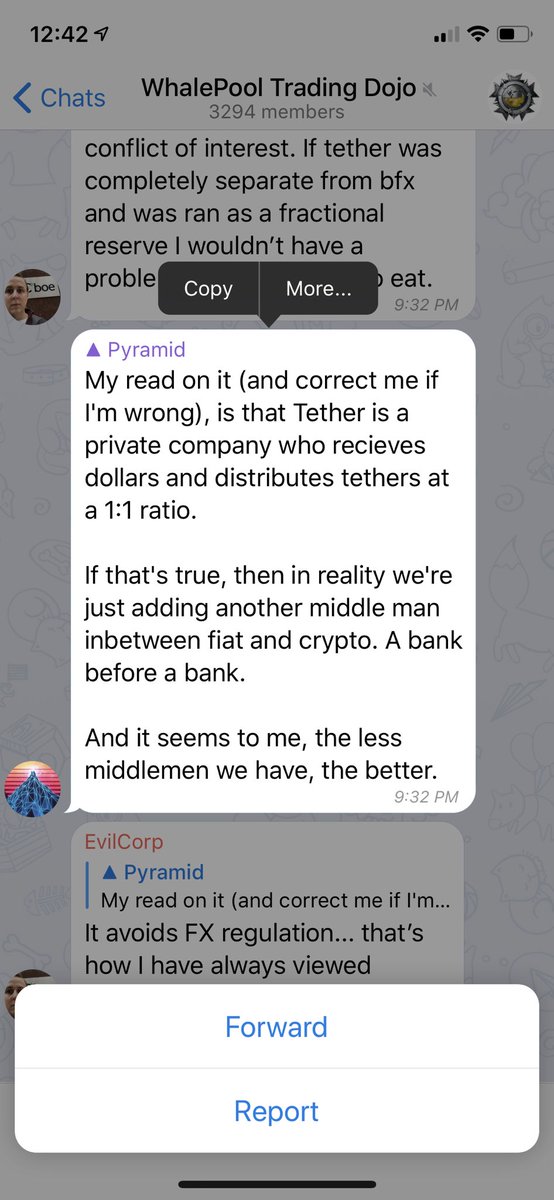 12:42
Chats
WhalePool Trading Dojo
3294 members
conflict of interest. If tether was
completely separate from bfx
and was ran as a fractional
reserve I wouldn't have a
proble
eat.
9:32 PM
Copy
More...
Cboe
▲ Pyramid
My read on it (and correct me if
I'm wrong), is that Tether is a
private company who recieves
dollars and distributes tethers at
a 1:1 ratio.
If that's true, then in reality we're
just adding another middle man
inbetween fiat and crypto. A bank
before a bank.
And it seems to me, the less
middlemen we have, the better.
9:32 PM
EvilCorp
▲ Pyramid
My read on it (and correct me if I'm...
It avoids FX regulation... that's
how I have always viewed
Forward
Report